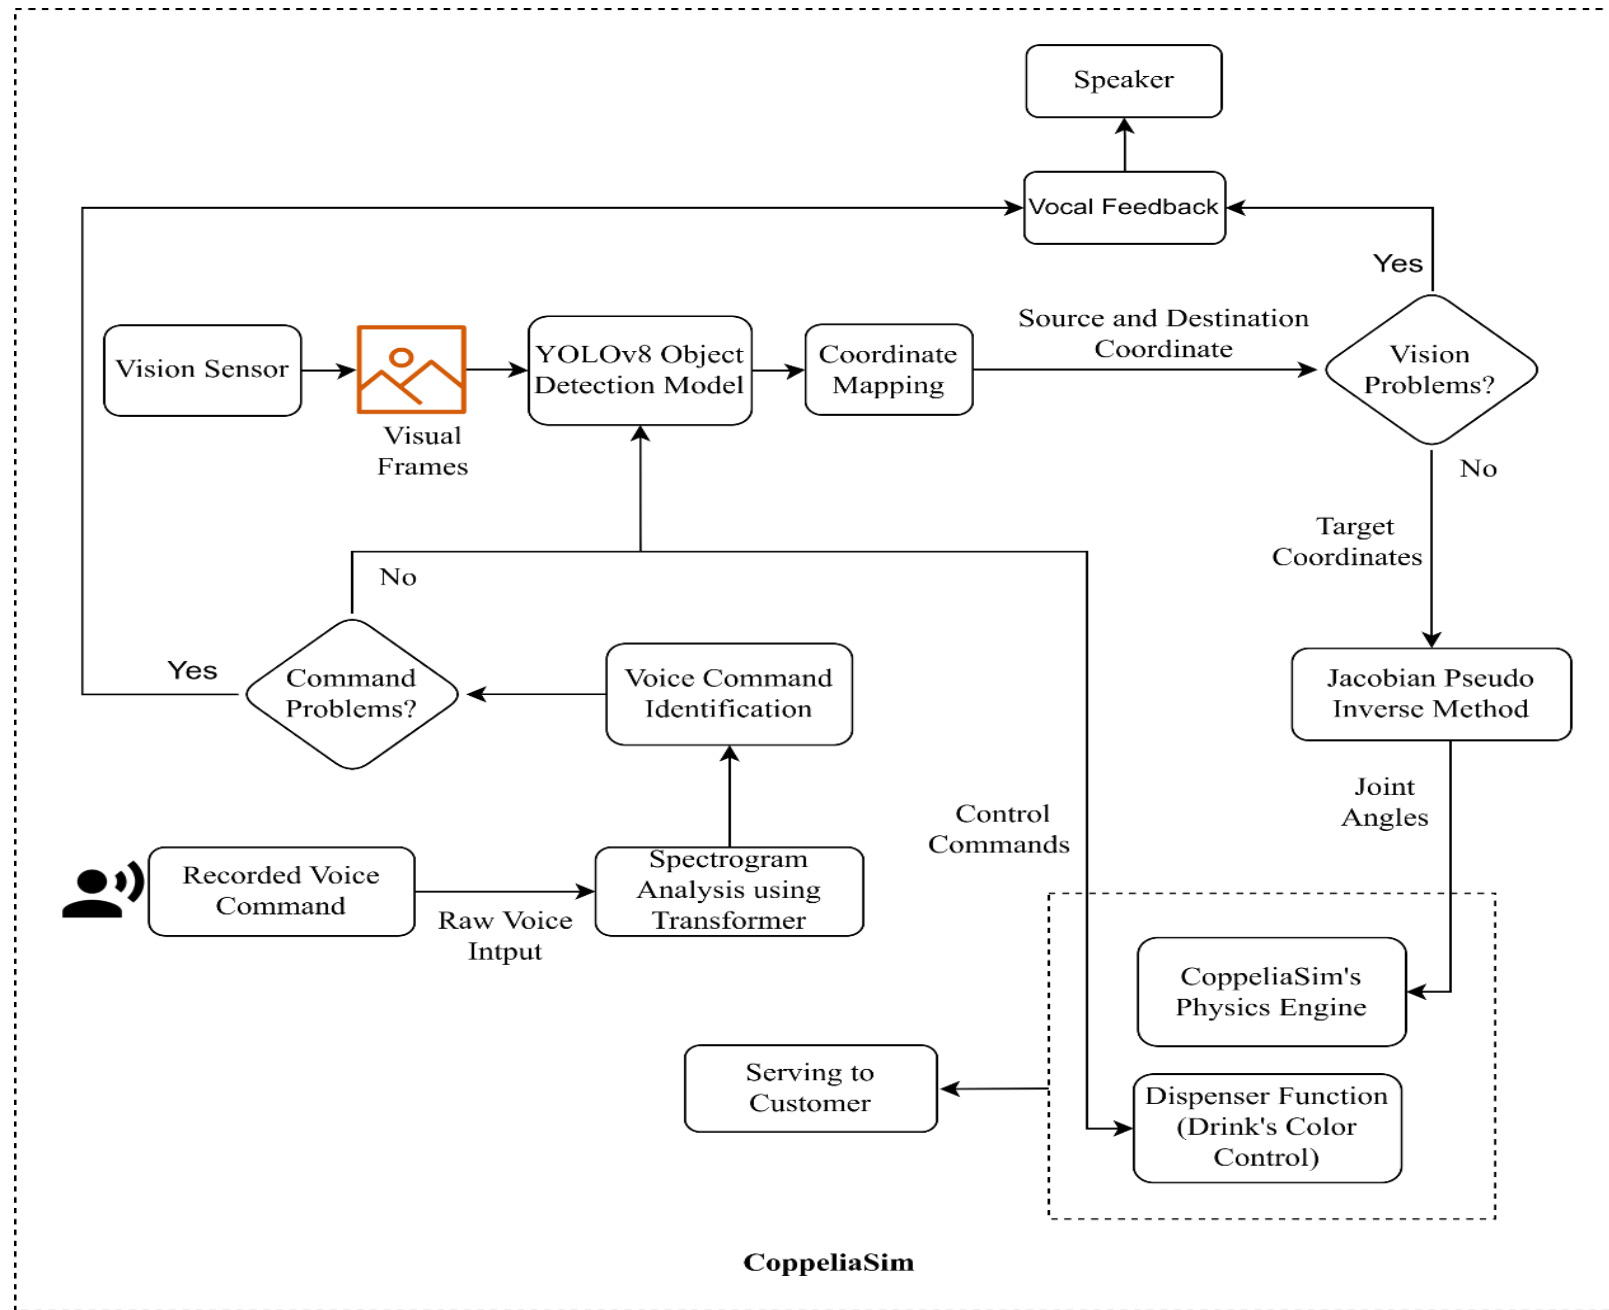 Speaker
Vocal Feedback
Yes
Vision Sensor
Visual
Frames
YOLOv8 Object
Detection Model
Coordinate
Mapping
Source and Destination
Coordinate
Vision
Problems?
No
Target
Coordinates
No
Yes
Command
Problems?
Voice Command
Identification
Jacobian Pseudo
Inverse Method
Joint
Angles
Control
Commands
Recorded Voice
Command
Raw Voice
Intput
Spectrogram
Analysis using
Transformer
CoppeliaSim's
Physics Engine
Serving to
Customer
Dispenser Function
(Drink's Color
Control)
CoppeliaSim